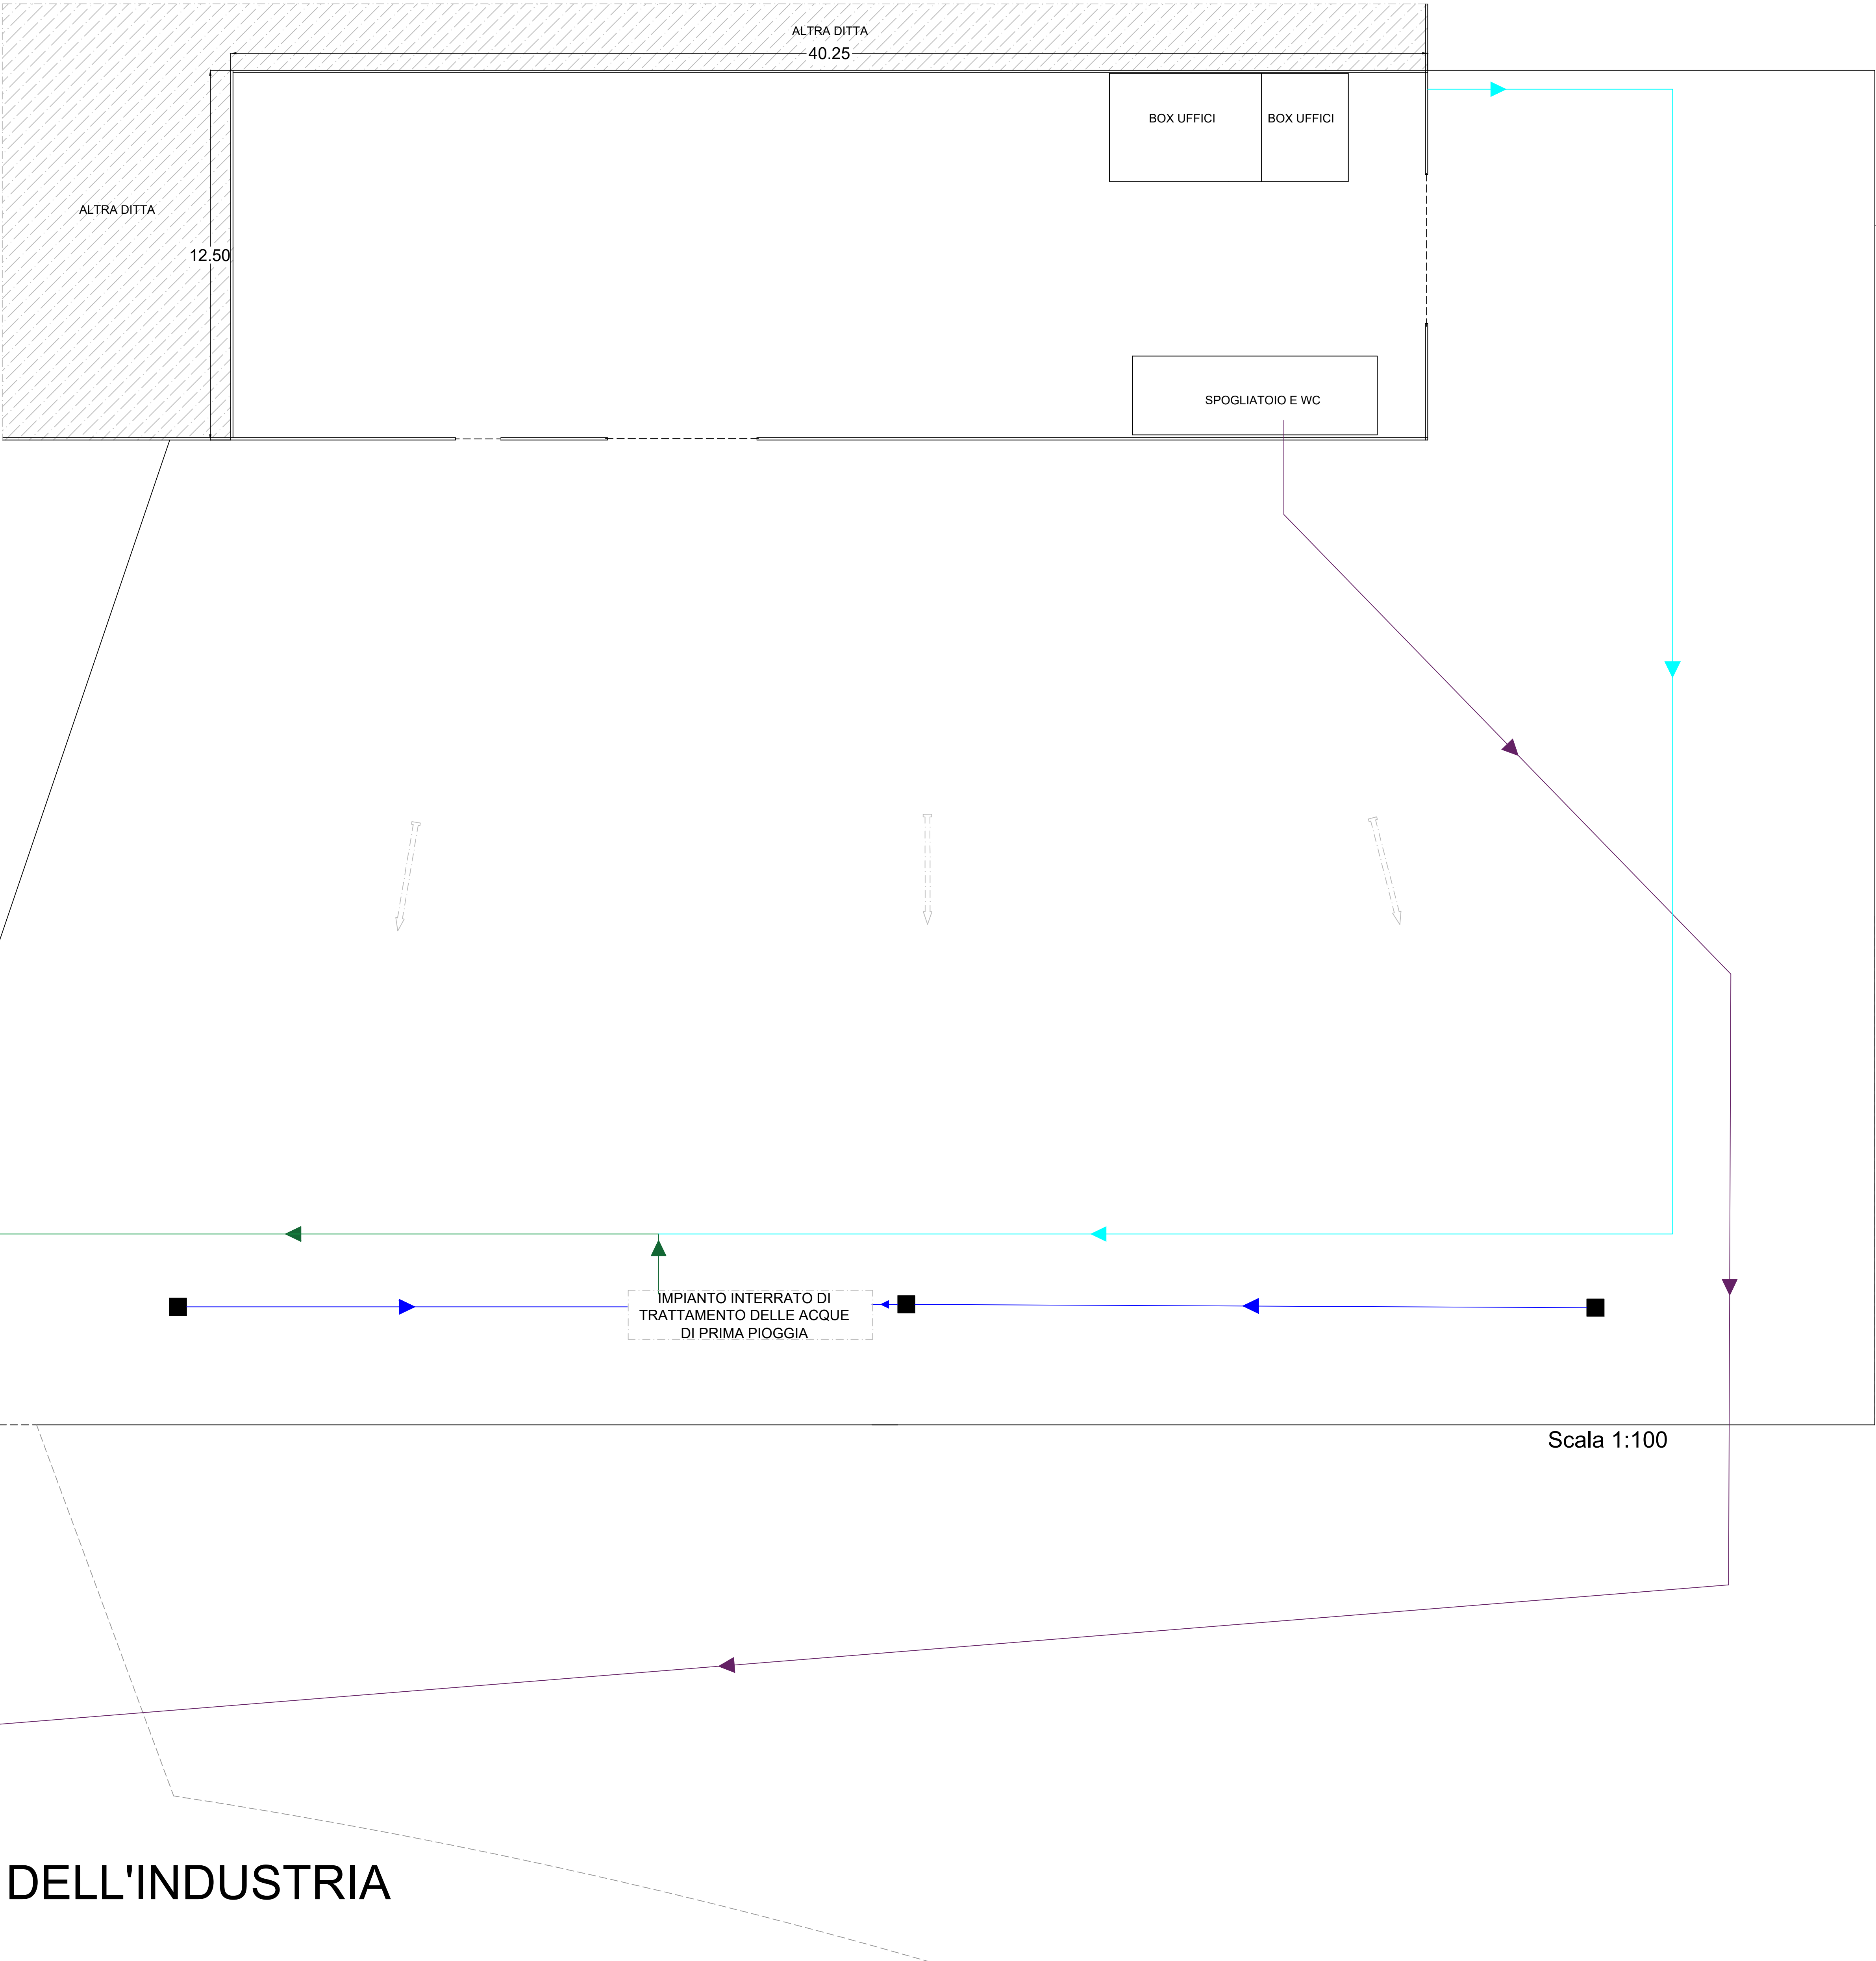 ALTRA DITTA
40.25
BOX UFFICI
BOX UFFICI
ALTRA DITTA
12.50
SPOGLIATOIO E WC
IMPIANTO INTERRATO DI
TRATTAMENTO DELLE ACQUE
DI PRIMA PIOGGIA
Scala 1:100
DELL'INDUSTRIA